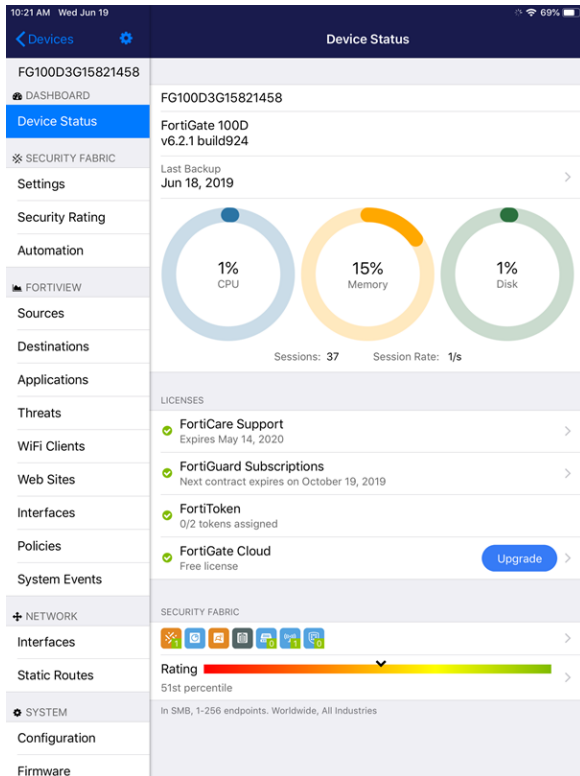 10:21 AM Wed Jun 19
69%
Devices
Device Status
FG100D3G15821458
DASHBOARD
Device Status
SECURITY FABRIC
Settings
Security Rating
Automation
FORTIVIEW
Sources
Destinations
Applications
Threats
WiFi Clients
Web Sites
Interfaces
Policies
System Events
NETWORK
Interfaces
Static Routes
SYSTEM
Configuration
Firmware
FG100D3G15821458
FortiGate 100D
v6.2.1 build924
Last Backup
Jun 18, 2019
1%
CPU
15%
Memory
1%
Disk
Sessions: 37 Session Rate: 1/s
LICENSES
FortiCare Support
Expires May 14, 2020
FortiGuard Subscriptions
Next contract expires on October 19, 2019
FortiToken
0/2 tokens assigned
FortiGate Cloud
Free license
Upgrade
SECURITY FABRIC
1 0 1 0
Rating
51st percentile
In SMB, 1-256 endpoints. Worldwide, All Industries